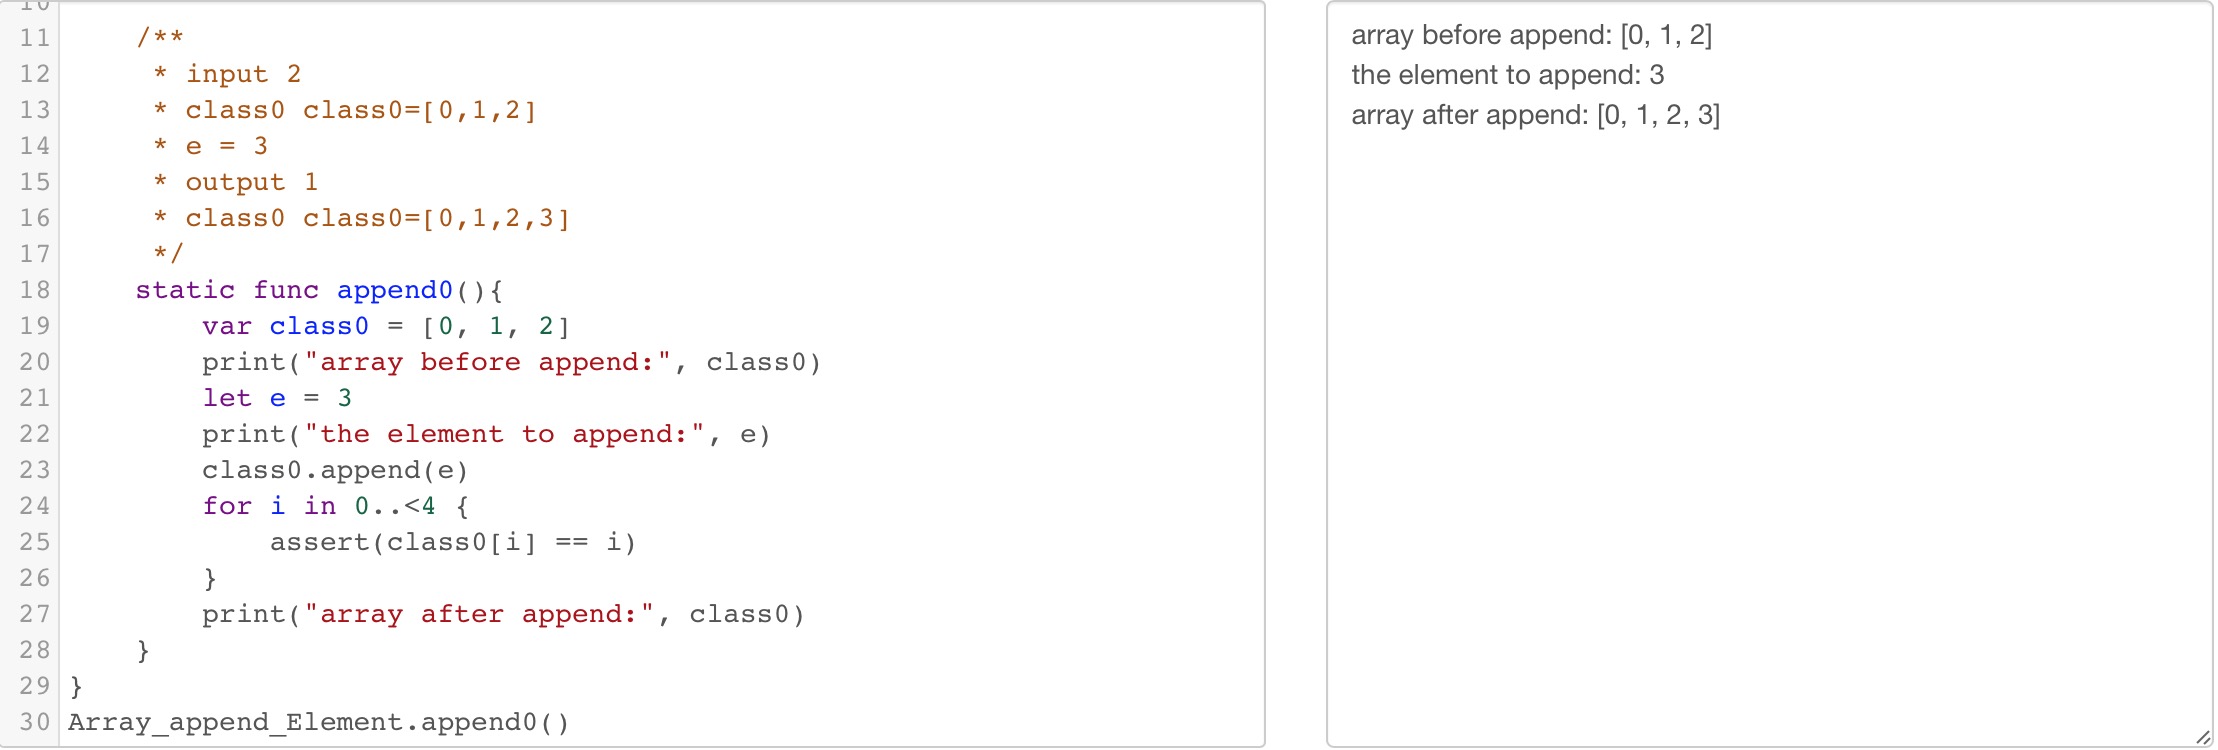 10
11 /**
12 * input 2
13 * class0 class0=[0,1,2]
14 * e = 3
15 * output 1
16 * class0 class0=[0,1,2,3]
17 */
18 static func append0(){
19 var class0 = [0, 1, 2]
20 print("array before append:", class0)
21 let e = 3
22 print("the element to append:", e)
23 class0.append(e)
24 for i in 0..<4 {
25 assert(class0[i] == i)
26 }
27 print("array after append:", class0)
28 }
29 }
30 Array_append_Element.append0()
array before append: [0, 1, 2]
the element to append: 3
array after append: [0, 1, 2, 3]